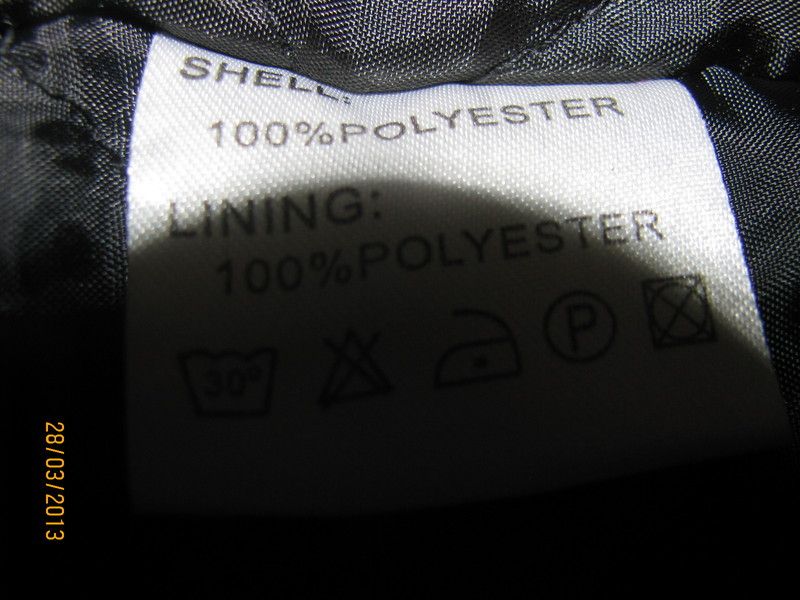 SHELL:
100%POLYESTER
LINING:
100%POLYESTER
30°
P
28/03/2013